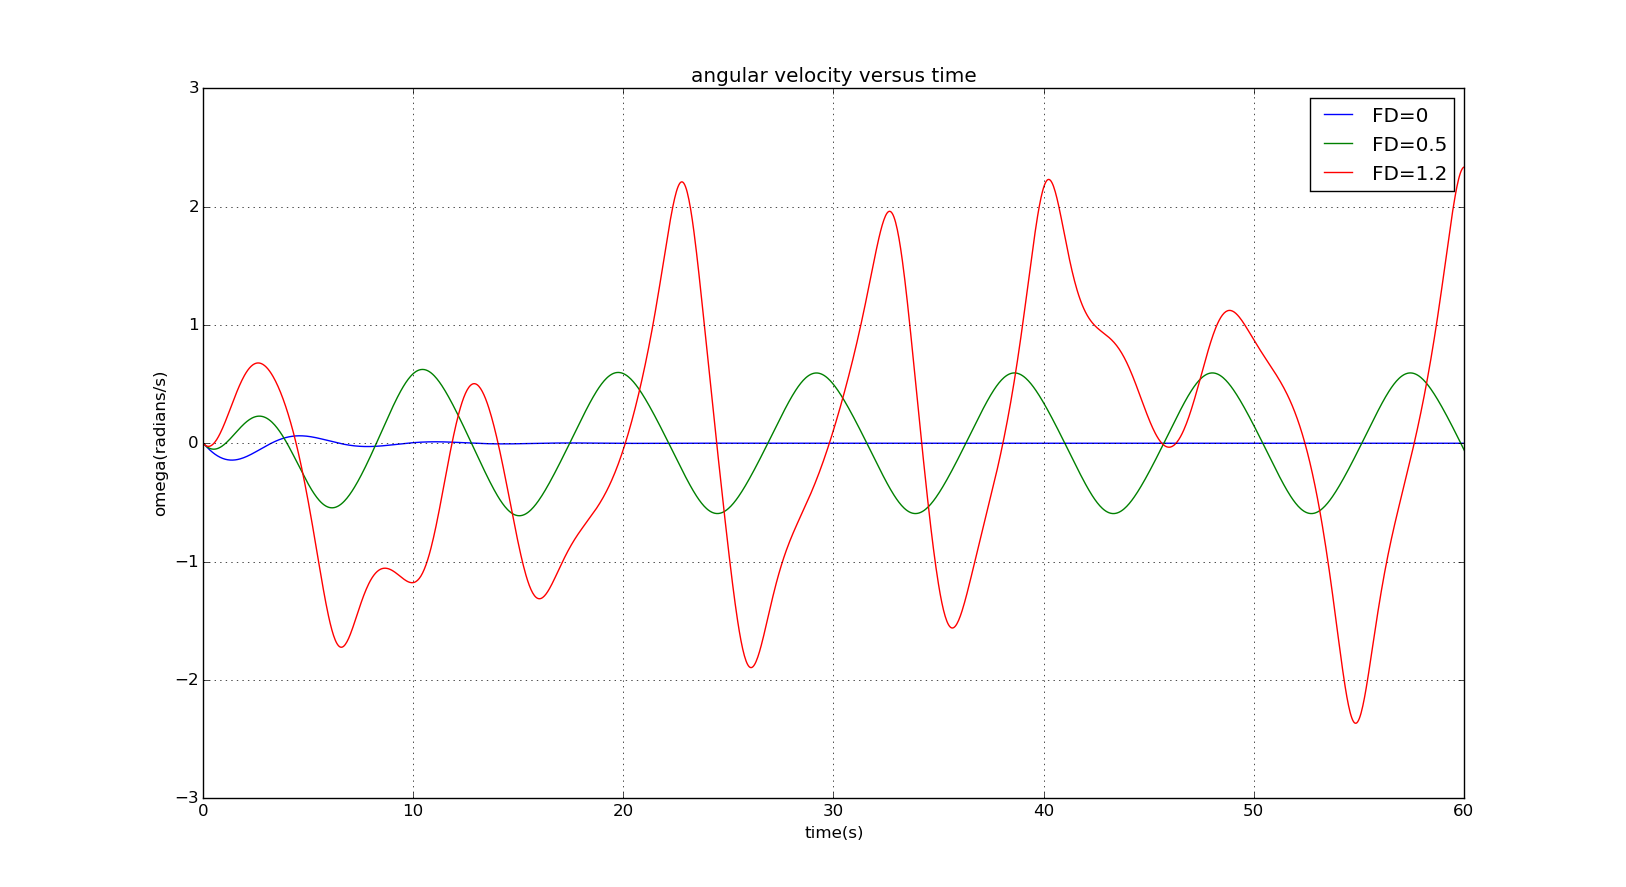 angular velocity versus time
FD=0
FD=0.5
FD=1.2
3
2
1
0
−1
−2
−3
omega(radians/s)
0 10 20 30 40 50 60
time(s)